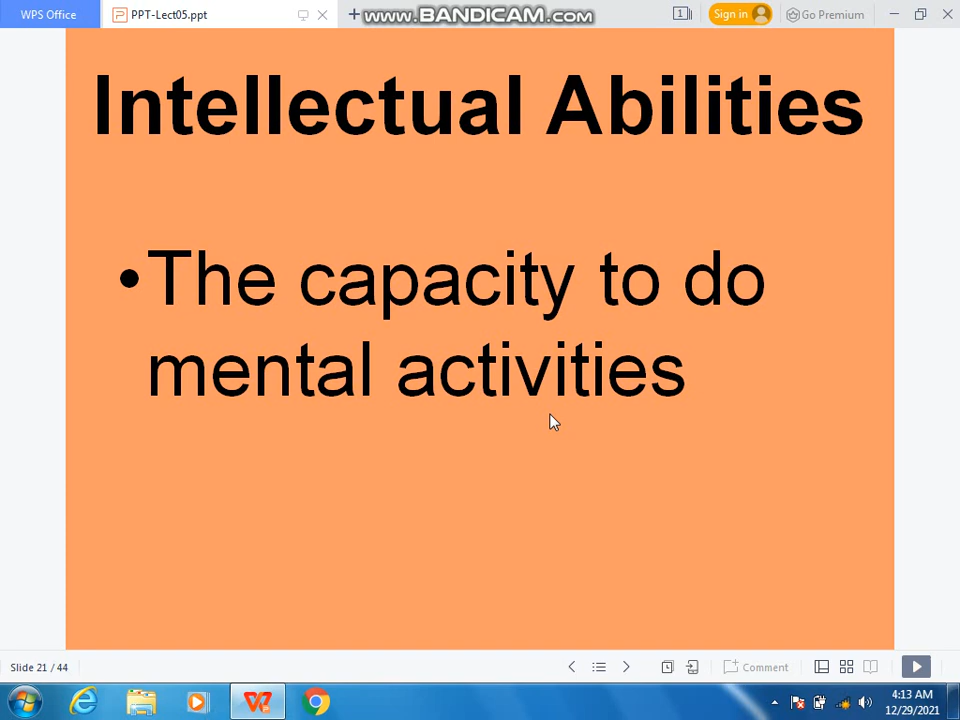 WPS Office
PPT-Lect05.ppt
www.BANDICAM.com
1
Sign in
Go Premium
Intellectual Abilities
•The capacity to do
mental activities
Slide 21 / 44
Comment
4:13 AM
12/29/2021